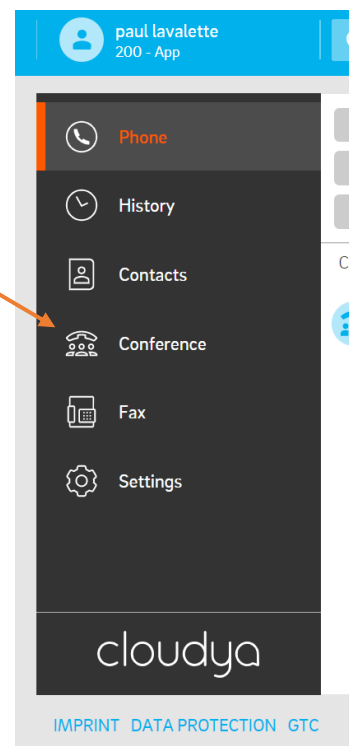 paul lavalette
200 - App
Phone
History
Contacts
C
Conference
Fax
Settings
cloudya
IMPRINT DATA PROTECTION GTC